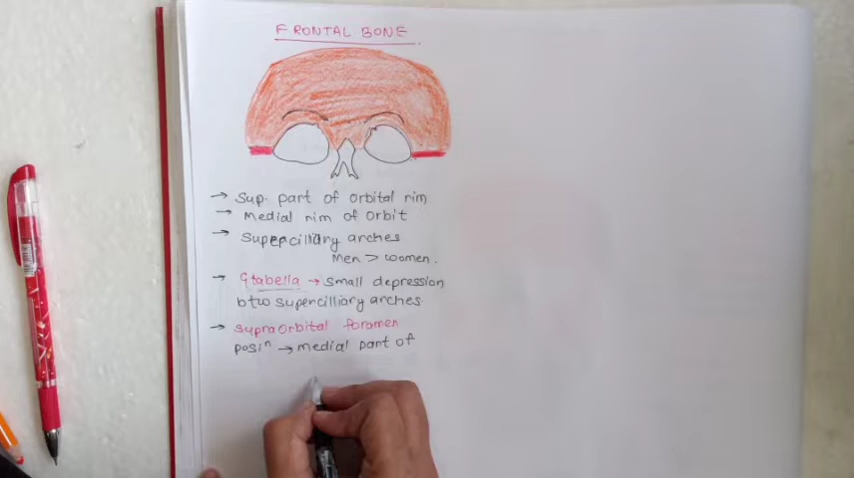 FRONTAL BONE
→ Sup. part of orbital rim
→ Medial rim of orbit
→ Supercilliary arches
Men > women.
→ Glabella → small depression
btw supercilliary arches.
→ Supraorbital foramen
posiⁿ → medial part of